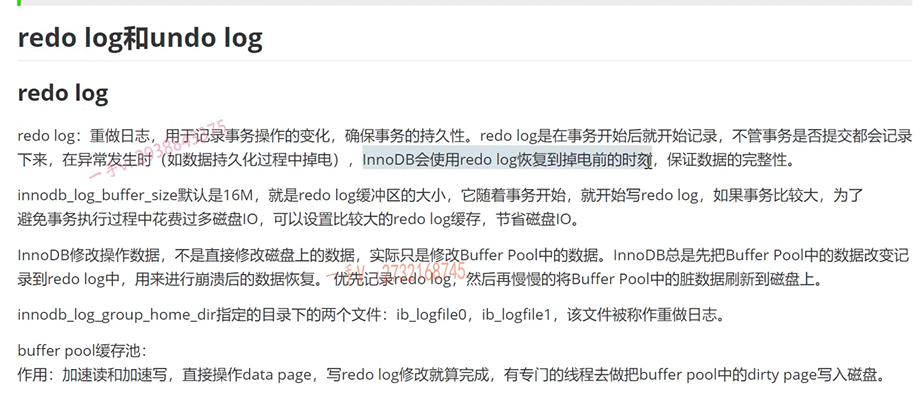 redo log和undo log
redo log
redo log：重做日志，用于记录事务操作的变化，确保事务的持久性。redo log是在事务开始后就开始记录，不管事务是否提交都会记录
下来，在异常发生时（如数据持久化过程中掉电），InnoDB会使用redo log恢复到掉电前的时刻，保证数据的完整性。
innodb_log_buffer_size默认是16M，就是redo log缓冲区的大小，它随着事务开始，就开始写redo log，如果事务比较大，为了
避免事务执行过程中花费过多磁盘IO，可以设置比较大的redo log缓存，节省磁盘IO。
InnoDB修改操作数据，不是直接修改磁盘上的数据，实际只是修改Buffer Pool中的数据。InnoDB总是先把Buffer Pool中的数据改变记
录到redo log中，用来进行崩溃后的数据恢复。 优先记录redo log，然后再慢慢的将Buffer Pool中的脏数据刷新到磁盘上。
innodb_log_group_home_dir指定的目录下的两个文件：ib_logfile0，ib_logfile1，该文件被称作重做日志。
buffer pool缓存池：
作用：加速读和加速写，直接操作data page，写redo log修改就算完成，有专门的线程去做把buffer pool中的dirty page写入磁盘。